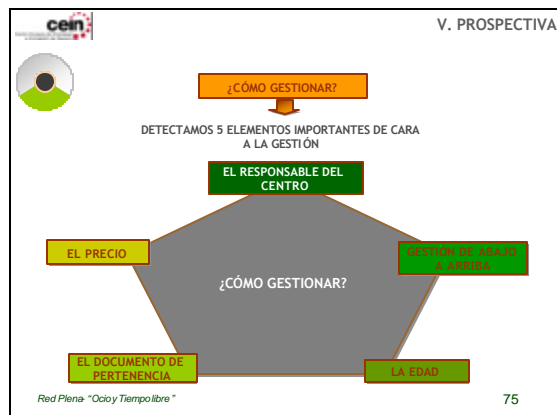 cein
V. PROSPECTIVA
¿CÓMO GESTIONAR?
DETECTAMOS 5 ELEMENTOS IMPORTANTES DE CARA
A LA GESTIÓN
EL RESPONSABLE DEL
CENTRO
EL PRECIO
GESTIÓN DE ABAJO
A ARRIBA
¿CÓMO GESTIONAR?
EL DOCUMENTO DE
PERTENENCIA
LA EDAD
Red Plena- "Ocio y Tiempo libre"
75